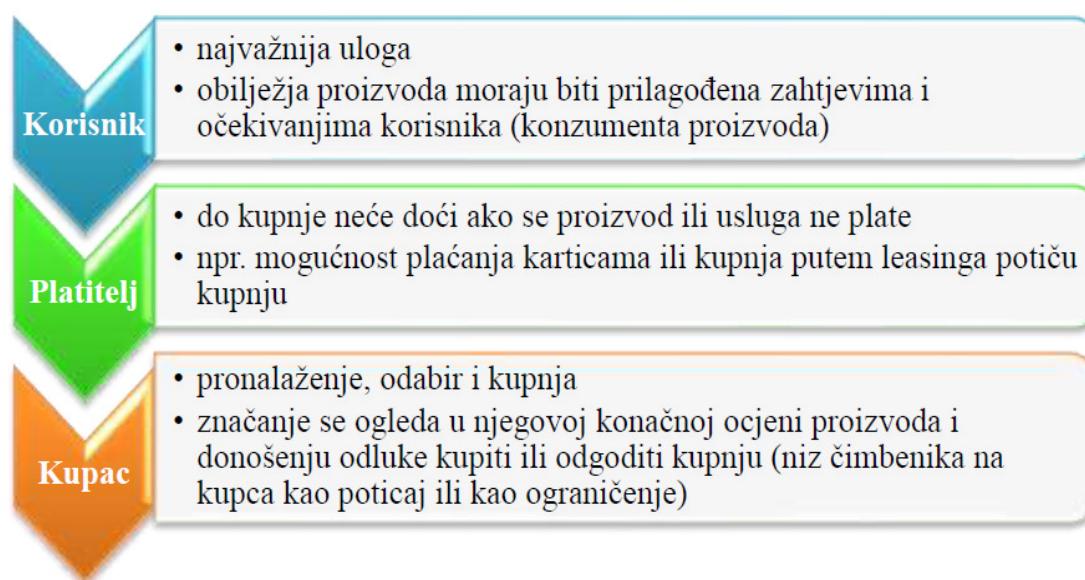 Korisnik
• najvažnija uloga
• obilježja proizvoda moraju biti prilagođena zahtjevima i
očekivanjima korisnika (konzumenta proizvoda)
Platitelj
• do kupnje neće doći ako se proizvod ili usluga ne plate
• npr. mogućnost plaćanja karticama ili kupnja putem leasinga potiču
kupnju
Kupac
• pronalaženje, odabir i kupnja
• značanje se ogleda u njegovoj konačnoj ocjeni proizvoda i
donošenju odluke kupiti ili odgoditi kupnju (niz čimbenika na
kupca kao poticaj ili kao ograničenje)